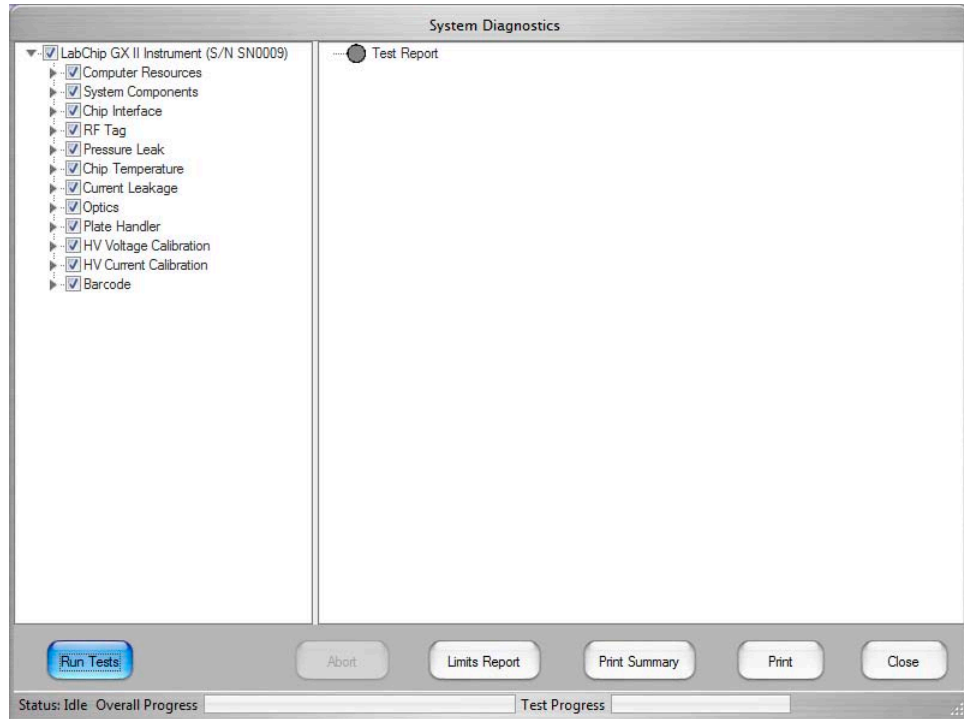 System Diagnostics
LabChip GX II Instrument (S/N SN0009)
Computer Resources
System Components
Chip Interface
RF Tag
Pressure Leak
Chip Temperature
Current Leakage
Optics
Plate Handler
HV Voltage Calibration
HV Current Calibration
Barcode
Test Report
Run Tests
Abort
Limits Report
Print Summary
Print
Close
Status: Idle Overall Progress
Test Progress